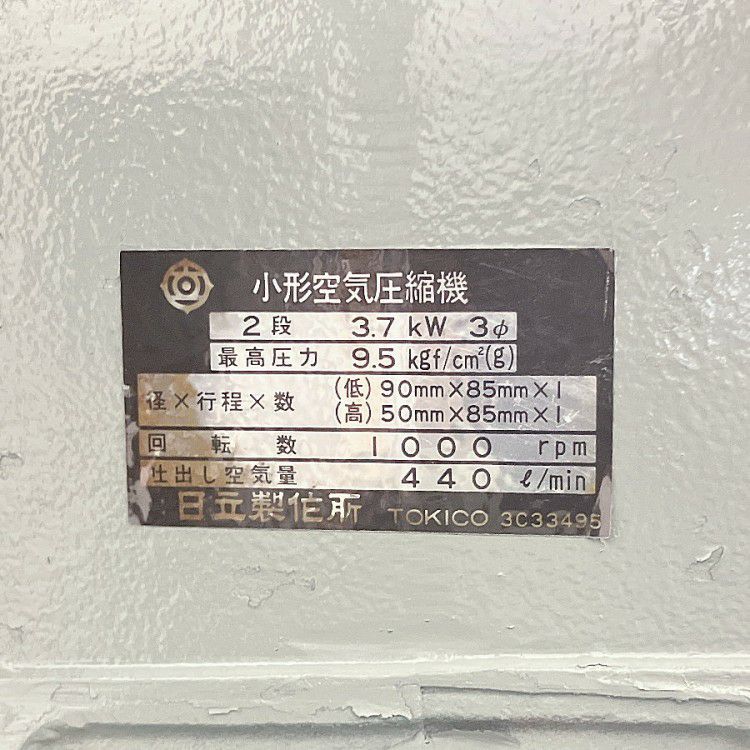 小形空気圧縮機
2段 3.7 kW 3φ
最高圧力 9.5 kgf/cm²(g)
径×行程×数 (低) 90mm×85mm×1
(高) 50mm×85mm×1
回転数 1000 rpm
仕出し空気量 440 ℓ/min
日立製作所 TOKICO 3C33495